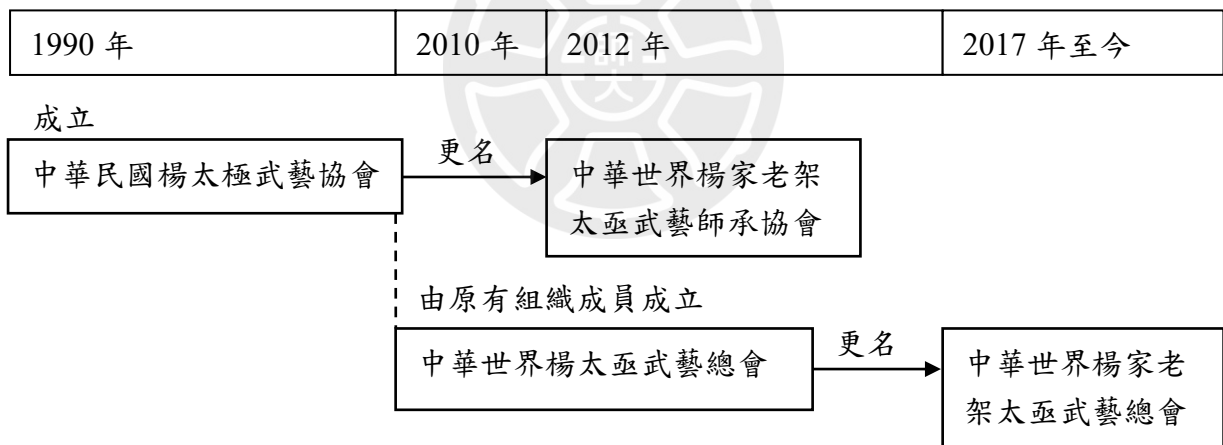 1990 年
2010 年
2012 年
2017 年至今
成立
中華民國楊太極武藝協會
更名
中華世界楊家老架
太亟武藝師承協會
由原有組織成員成立
中華世界楊太亟武藝總會
更名
中華世界楊家老
架太亟武藝總會
師大